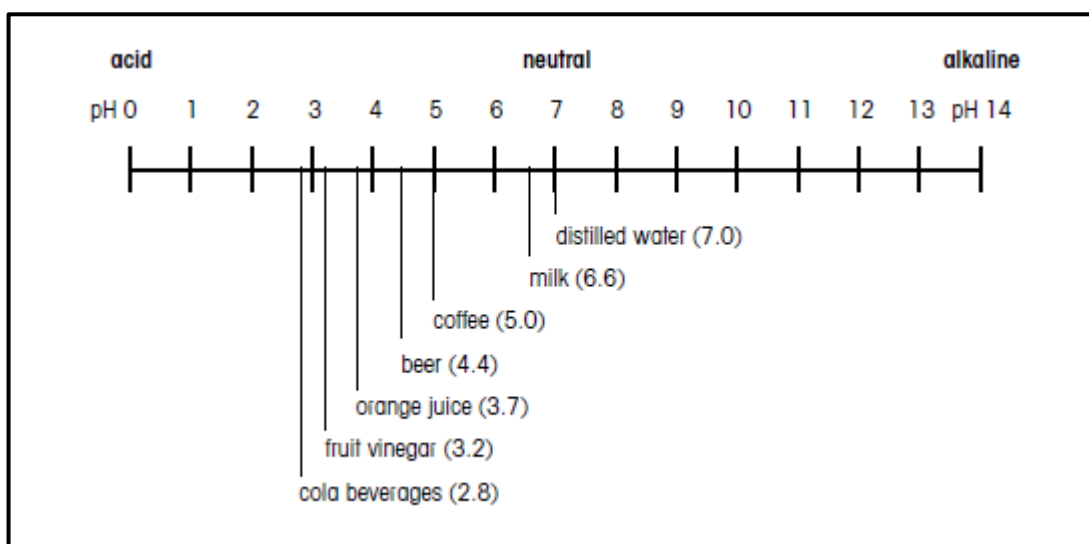 acid neutral alkaline
pH 0 1 2 3 4 5 6 7 8 9 10 11 12 13 pH 14
distilled water (7.0)
milk (6.6)
coffee (5.0)
beer (4.4)
orange juice (3.7)
fruit vinegar (3.2)
cola beverages (2.8)